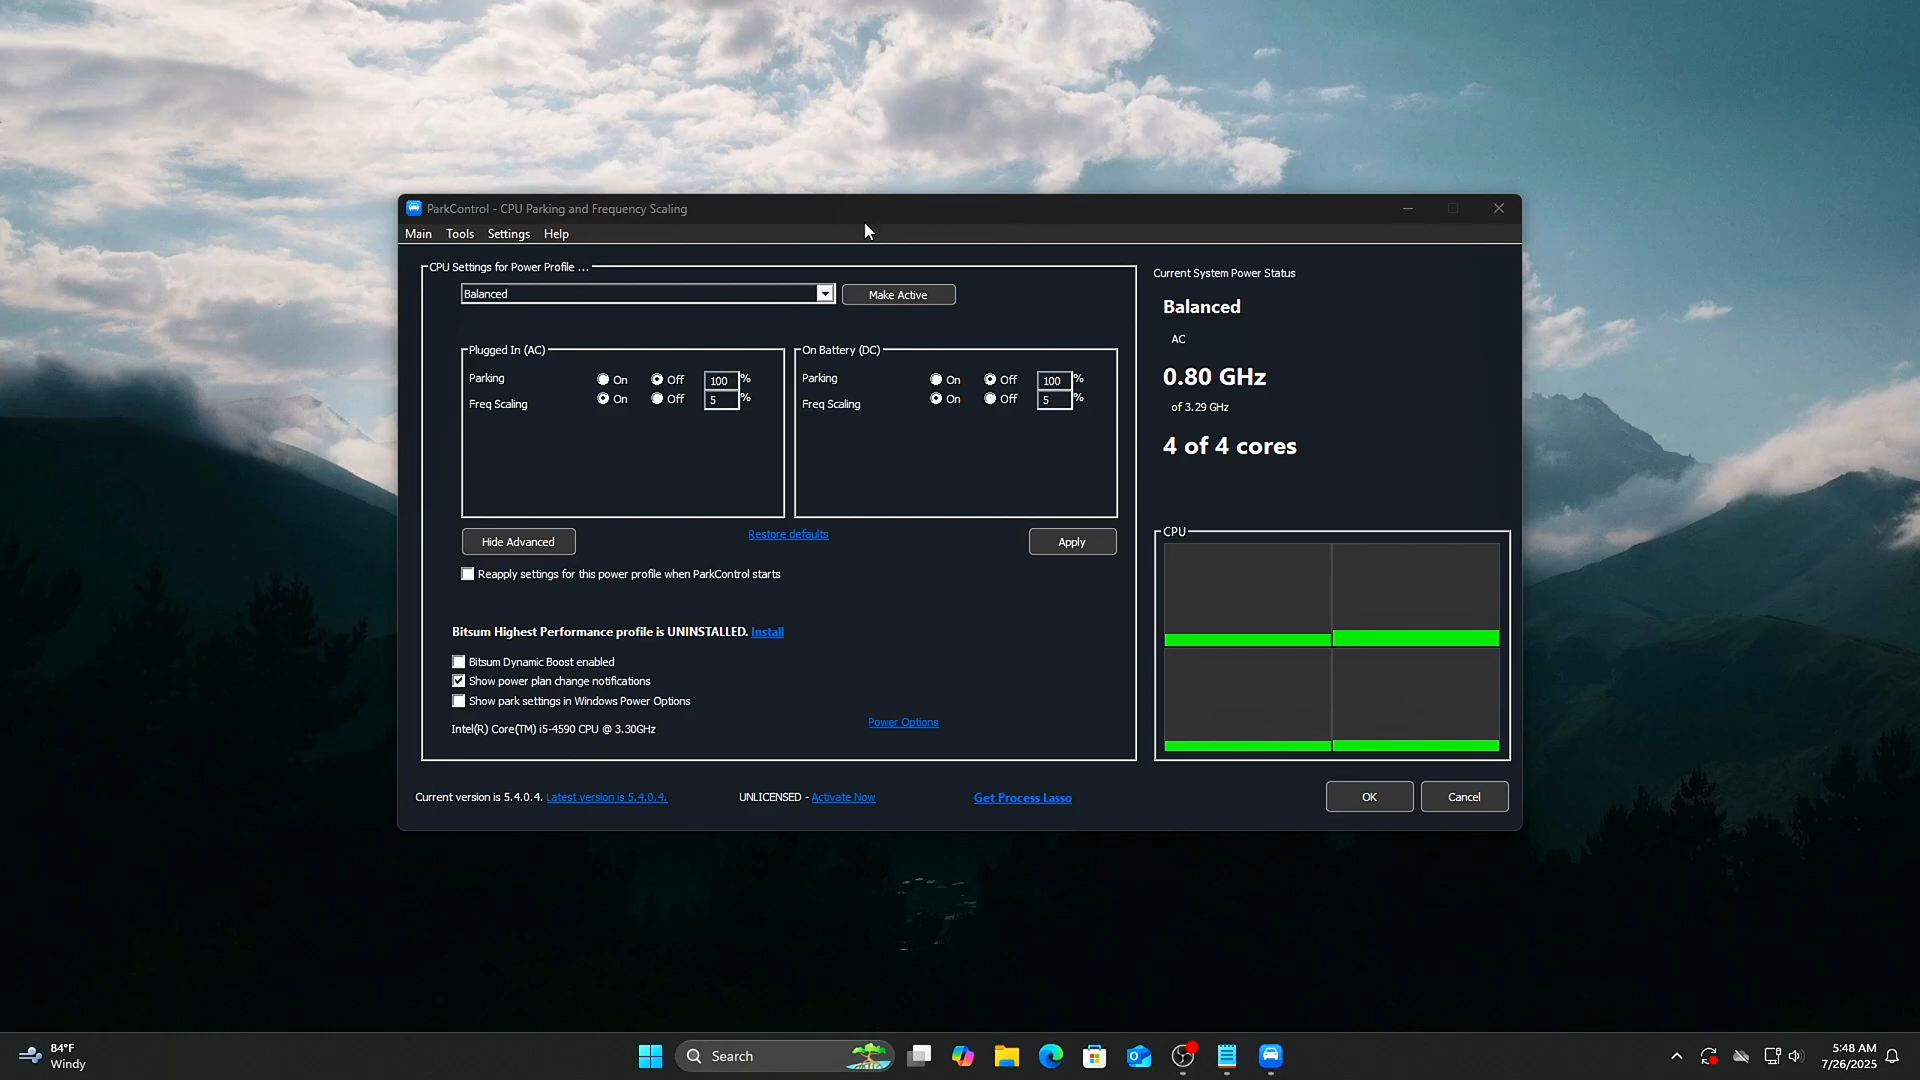 ParkControl - CPU Parking and Frequency Scaling
Main Tools Settings Help
CPU Settings for Power Profile ...
Balanced
Make Active
Plugged In (AC)
Parking On Off 100 %
Freq Scaling On Off 5 %
On Battery (DC)
Parking On Off 100 %
Freq Scaling On Off 5 %
Hide Advanced
Restore defaults
Apply
Reapply settings for this power profile when ParkControl starts
Bitsum Highest Performance profile is UNINSTALLED. Install
Bitsum Dynamic Boost enabled
Show power plan change notifications
Show park settings in Windows Power Options
Intel(R) Core(TM) i5-4590 CPU @ 3.30GHz
Power Options
Current System Power Status
Balanced
AC
0.80 GHz
of 3.29 GHz
4 of 4 cores
CPU
Current version is 5.4.0.4. Latest version is 5.4.0.4.
UNLICENSED - Activate Now
Get Process Lasso
OK
Cancel
84°F
Windy
Search
5:48 AM
7/26/2025